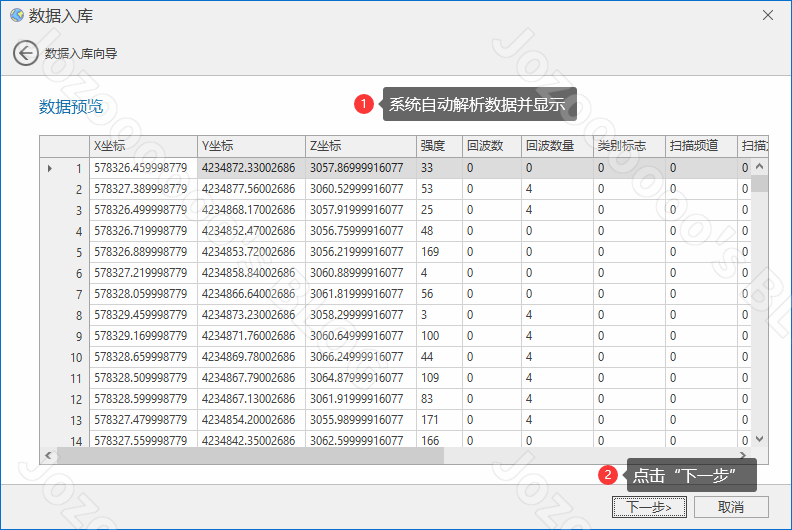 数据入库
数据入库向导
数据预览
1 系统自动解析数据并显示
X坐标 Y坐标 Z坐标 强度 回波数 回波数量 类别标志 扫描频道
1 578326.459998779 4234872.33002686 3057.86999916077 33 0 0 0 0 0
2 578327.389998779 4234877.56002686 3060.52999916077 53 0 4 0 0 0
3 578326.499998779 4234868.17002686 3057.91999916077 25 0 4 0 0 0
4 578326.719998779 4234852.47002686 3056.75999916077 48 0 0 0 0 0
5 578326.889998779 4234853.72002686 3056.21999916077 169 0 0 0 0 0
6 578327.219998779 4234858.84002686 3060.88999916077 4 0 0 0 0 0
7 578328.059998779 4234866.64002686 3061.81999916077 56 0 0 0 0 0
8 578329.459998779 4234873.23002686 3058.29999916077 3 0 4 0 0 0
9 578329.169998779 4234871.76002686 3060.64999916077 100 0 4 0 0 0
10 578328.659998779 4234869.78002686 3066.24999916077 44 0 4 0 0 0
11 578328.509998779 4234867.79002686 3064.87999916077 109 0 4 0 0 0
12 578328.599998779 4234867.13002686 3061.91999916077 83 0 4 0 0 0
13 578327.479998779 4234854.20002686 3055.98999916077 171 0 4 0 0 0
14 578327.559998779 4234842.35002686 3062.59999916077 166 0 0 0 0 0
2 点击“下一步”
下一步> 取消